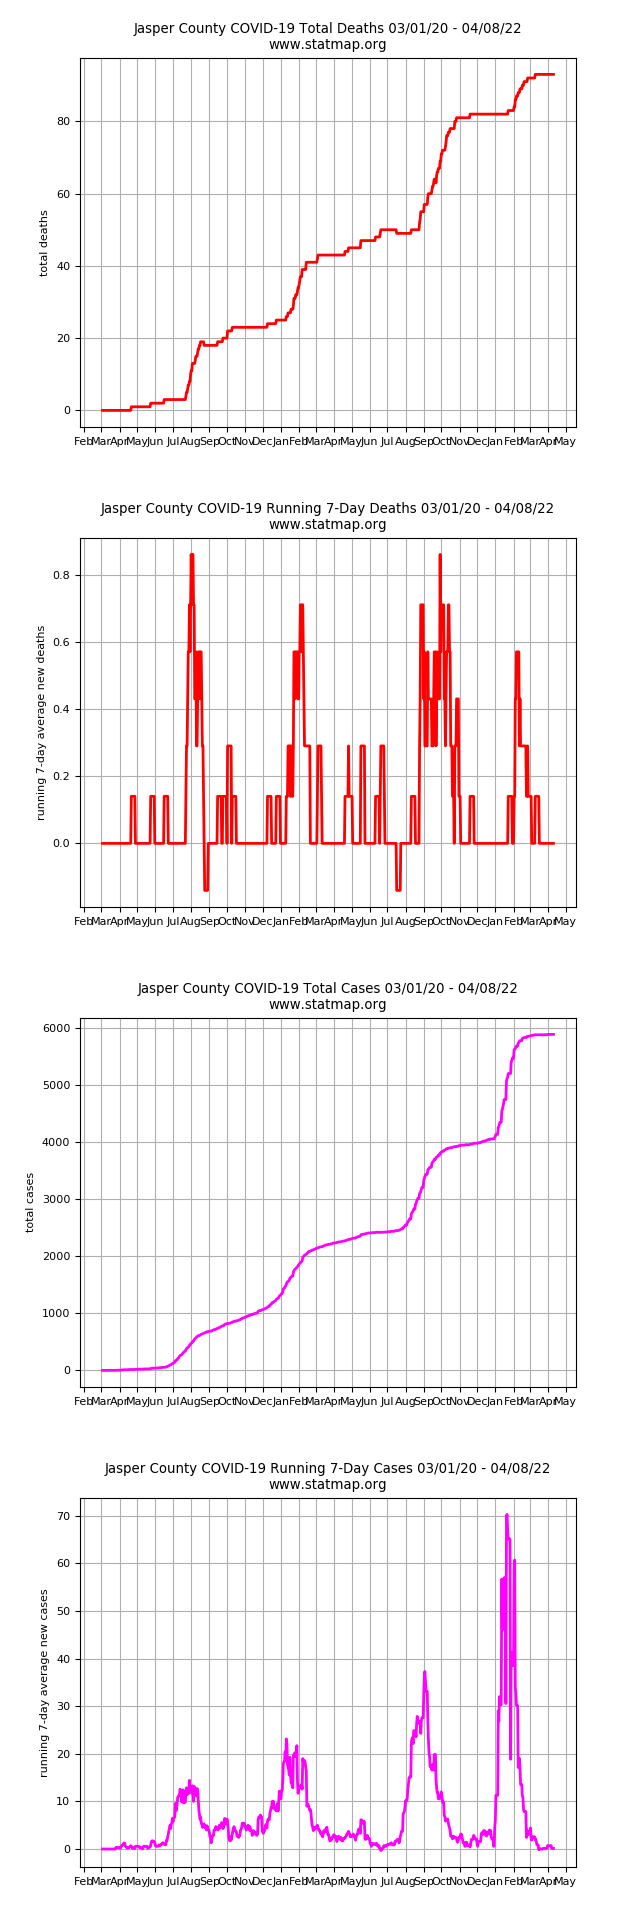 Jasper County COVID-19 Total Deaths 03/01/20 - 04/08/22
www.statmap.org
80
60
40
20
0
total deaths
Feb Mar Apr May Jun Jul Aug Sep Oct Nov Dec Jan Feb Mar Apr May Jun Jul Aug Sep Oct Nov Dec Jan Feb Mar Apr May
Jasper County COVID-19 Running 7-Day Deaths 03/01/20 - 04/08/22
www.statmap.org
0.8
0.6
0.4
0.2
0.0
running 7-day average new deaths
Feb Mar Apr May Jun Jul Aug Sep Oct Nov Dec Jan Feb Mar Apr May Jun Jul Aug Sep Oct Nov Dec Jan Feb Mar Apr May
Jasper County COVID-19 Total Cases 03/01/20 - 04/08/22
www.statmap.org
6000
5000
4000
3000
2000
1000
0
total cases
Feb Mar Apr May Jun Jul Aug Sep Oct Nov Dec Jan Feb Mar Apr May Jun Jul Aug Sep Oct Nov Dec Jan Feb Mar Apr May
Jasper County COVID-19 Running 7-Day Cases 03/01/20 - 04/08/22
www.statmap.org
70
60
50
40
30
20
10
0
running 7-day average new cases
Feb Mar Apr May Jun Jul Aug Sep Oct Nov Dec Jan Feb Mar Apr May Jun Jul Aug Sep Oct Nov Dec Jan Feb Mar Apr May